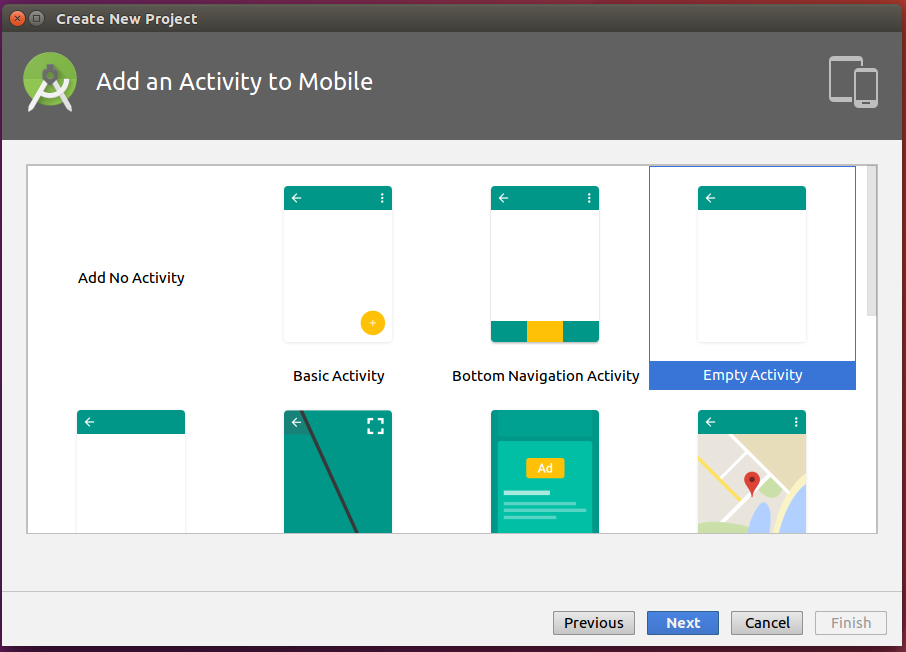 Create New Project
Add an Activity to Mobile
Add No Activity
Basic Activity
Bottom Navigation Activity
Empty Activity
Ad
Previous
Next
Cancel
Finish